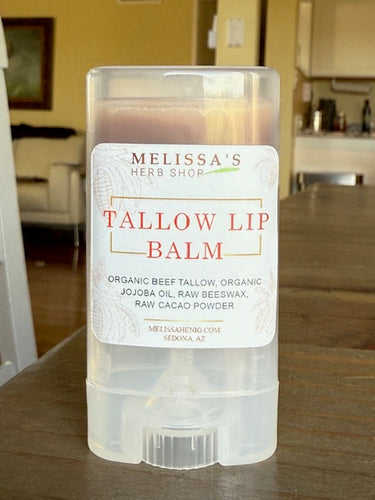 MELISSA'S
HERB SHOP
TALLOW LIP
BALM
ORGANIC BEEF TALLOW, ORGANIC
JOJOBA OIL, RAW BEESWAX,
RAW CACAO POWDER
MELISSAHENIG.COM
SEDONA, AZ